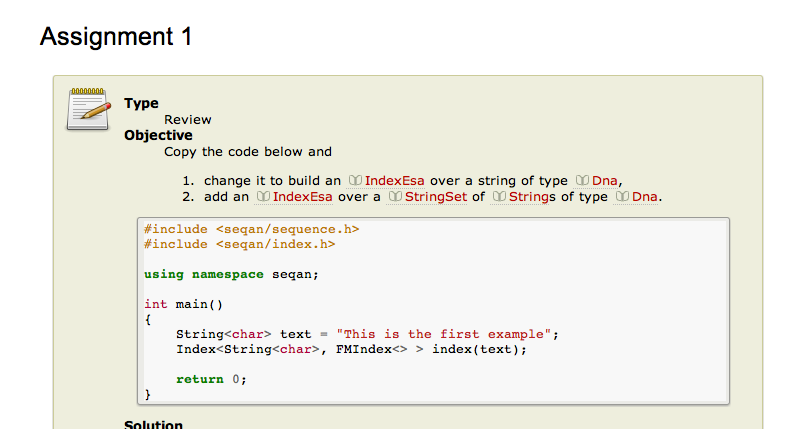 Assignment 1
Type
Review
Objective
Copy the code below and
1. change it to build an IndexEsa over a string of type Dna,
2. add an IndexEsa over a StringSet of Strings of type Dna.
#include <seqan/sequence.h>
#include <seqan/index.h>
using namespace seqan;
int main()
{
String<char> text = "This is the first example";
Index<String<char>, FMIndex<> > index(text);
return 0;
}
Solution